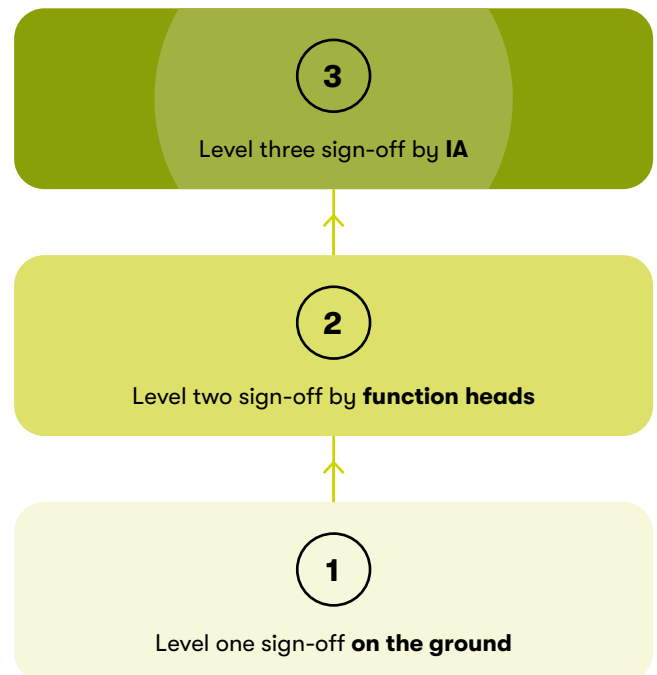 3
Level three sign-off by IA
2
Level two sign-off by function heads
1
Level one sign-off on the ground